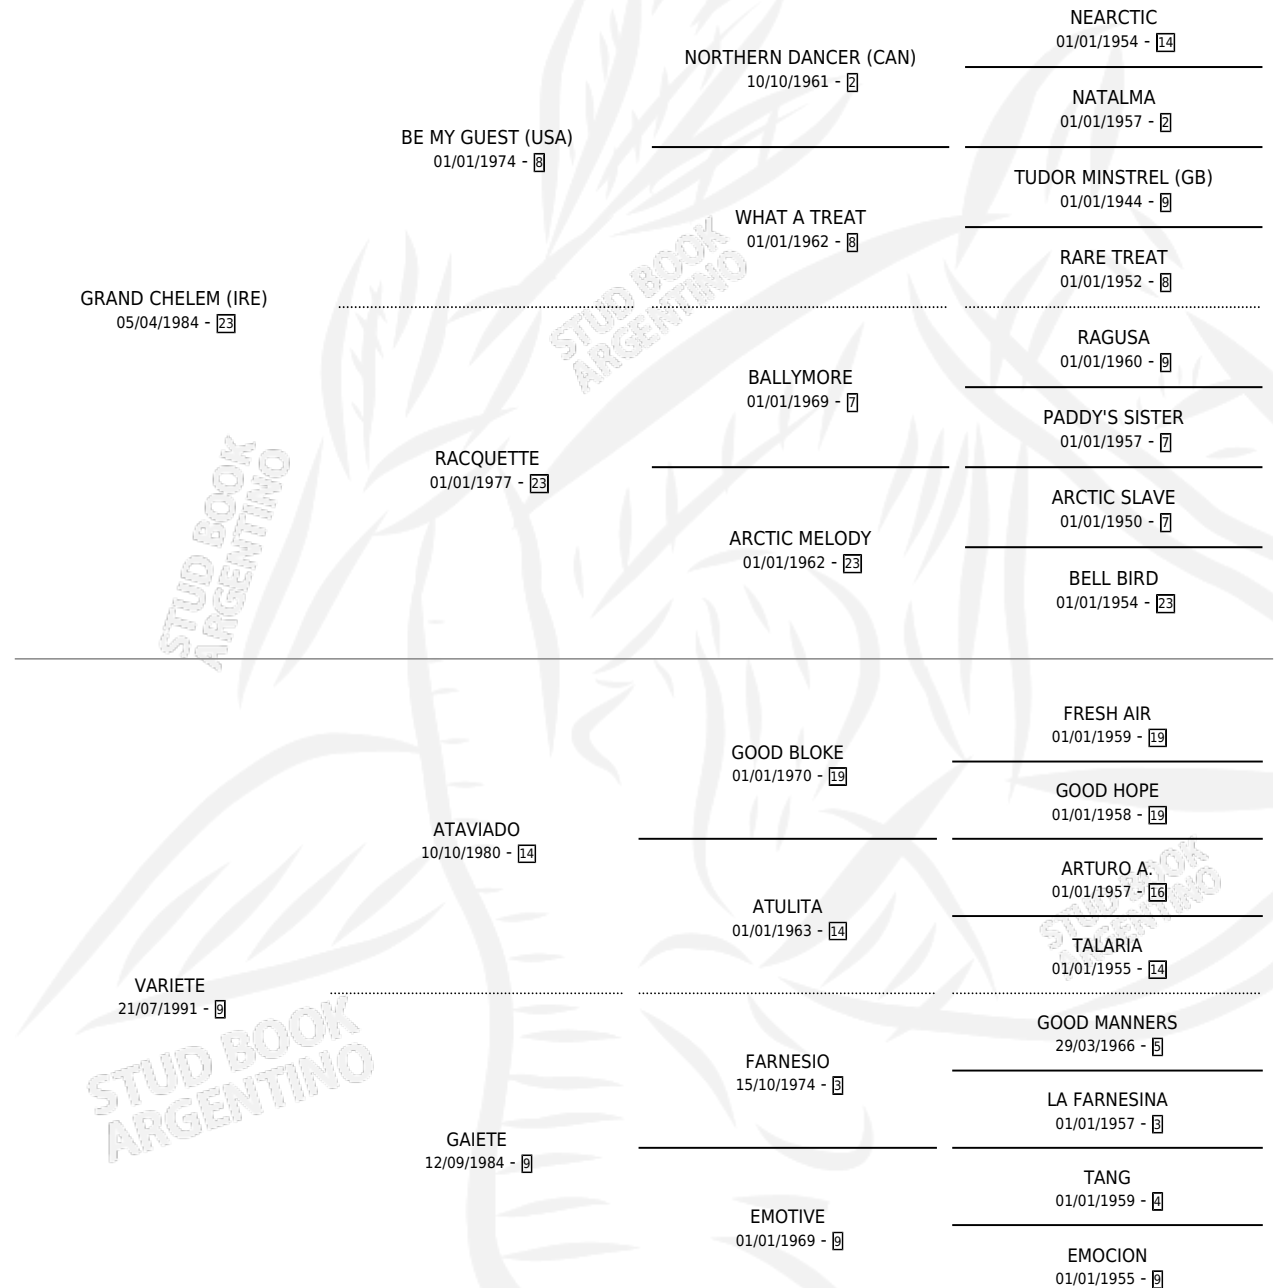 NEARCTIC
01/01/1954 - 14
NORTHERN DANCER (CAN)
10/10/1961 - 2
NATALMA
01/01/1957 - 2
BE MY GUEST (USA)
01/01/1974 - 8
TUDOR MINSTREL (GB)
01/01/1944 - 9
WHAT A TREAT
01/01/1962 - 8
RARE TREAT
01/01/1952 - 8
GRAND CHELEM (IRE)
05/04/1984 - 23
RAGUSA
01/01/1960 - 9
BALLYMORE
01/01/1969 - 7
PADDY'S SISTER
01/01/1957 - 7
RACQUETTE
01/01/1977 - 23
ARCTIC SLAVE
01/01/1950 - 7
ARCTIC MELODY
01/01/1962 - 23
BELL BIRD
01/01/1954 - 23
FRESH AIR
01/01/1959 - 19
GOOD BLOKE
01/01/1970 - 19
GOOD HOPE
01/01/1958 - 19
ATAVIADO
10/10/1980 - 14
ARTURO A.
01/01/1957 - 16
ATULITA
01/01/1963 - 14
TALARIA
01/01/1955 - 14
VARIETE
21/07/1991 - 9
GOOD MANNERS
29/03/1966 - 5
FARNESIO
15/10/1974 - 3
LA FARNESINA
01/01/1957 - 3
GAIETE
12/09/1984 - 9
TANG
01/01/1959 - 4
EMOTIVE
01/01/1969 - 9
EMOCION
01/01/1955 - 9
STUD BOOK
ARGENTINO
STUD BOOK
ARGENTINO
STUD BOOK
ARGENTINO
STUD BOOK
ARGENTINO